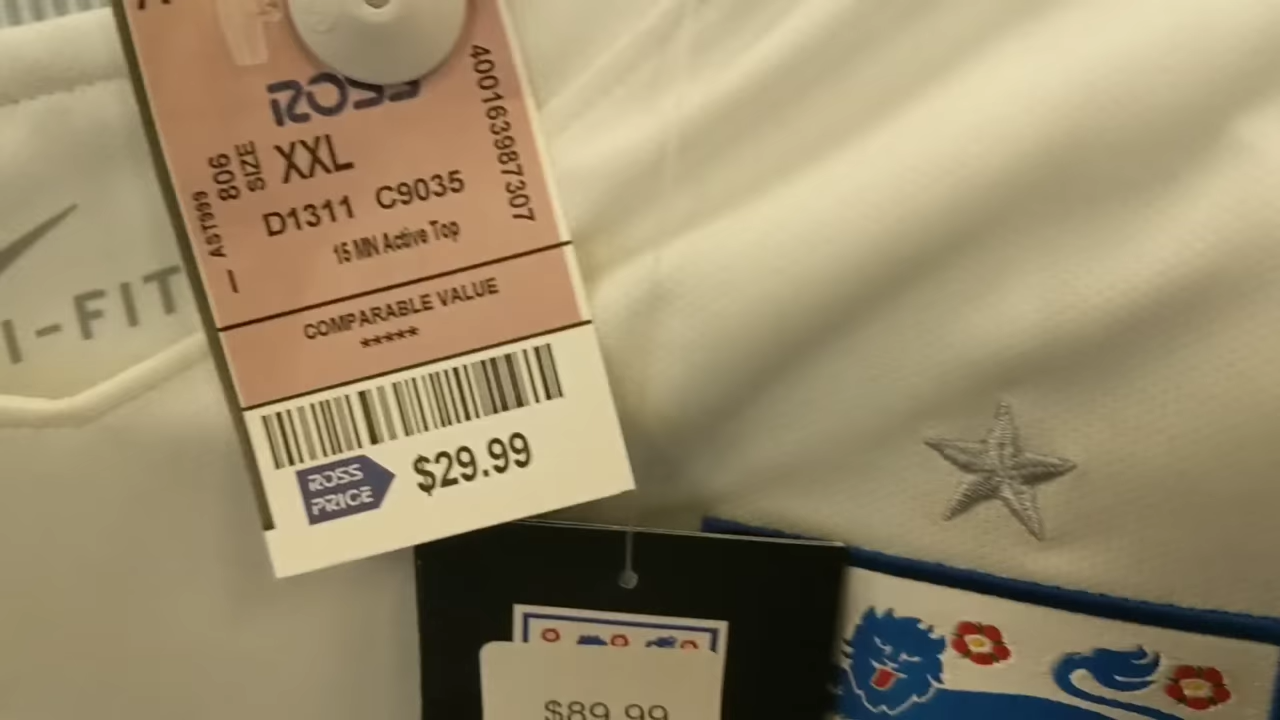 ROSS
806
SIZE
XXL
400163987307
AST999
D1311 C9035
15 MN Active Top
I
COMPARABLE VALUE
*****
ROSS
PRICE
$29.99
I-FIT
$89.99